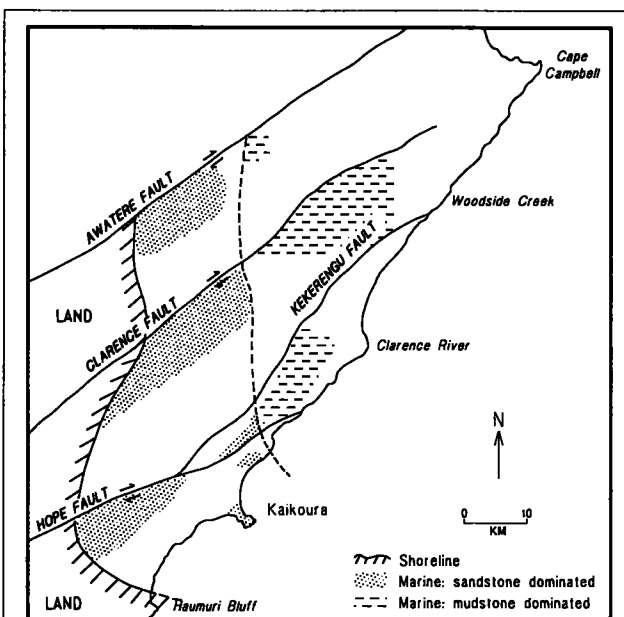 Cape
Campbell
AWATERE FAULT
Woodside Creek
KEKERENGU FAULT
LAND
CLARENCE FAULT
Clarence River
N
HOPE FAULT
Kaikoura
0 10
KM
Shoreline
Marine: sandstone dominated
LAND
Haumuri Bluff
Marine: mudstone dominated